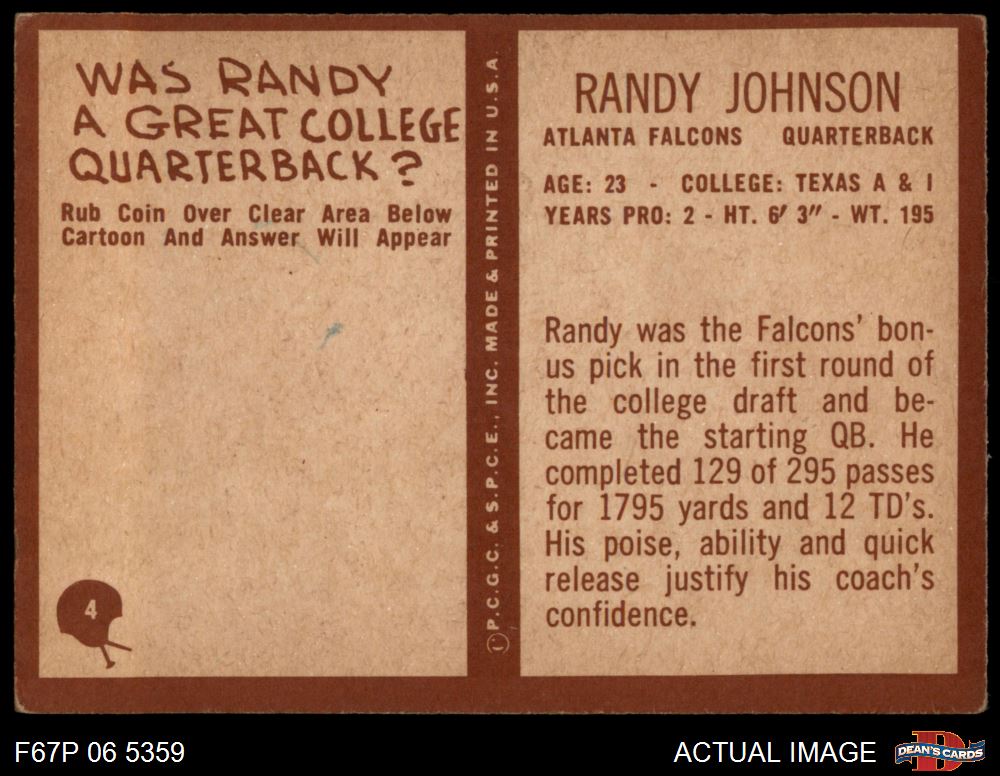 WAS RANDY
A GREAT COLLEGE
QUARTERBACK?
Rub Coin Over Clear Area Below
Cartoon And Answer Will Appear
4
©P.C.G.C. & S.P.C.E., INC. MADE & PRINTED IN U.S.A.
RANDY JOHNSON
ATLANTA FALCONS QUARTERBACK
AGE: 23 - COLLEGE: TEXAS A & I
YEARS PRO: 2 - HT. 6' 3" - WT. 195
Randy was the Falcons' bon-
us pick in the first round of
the college draft and be-
came the starting QB. He
completed 129 of 295 passes
for 1795 yards and 12 TD's.
His poise, ability and quick
release justify his coach's
confidence.
F67P 06 5359
ACTUAL IMAGE
D
DEAN'S CARDS